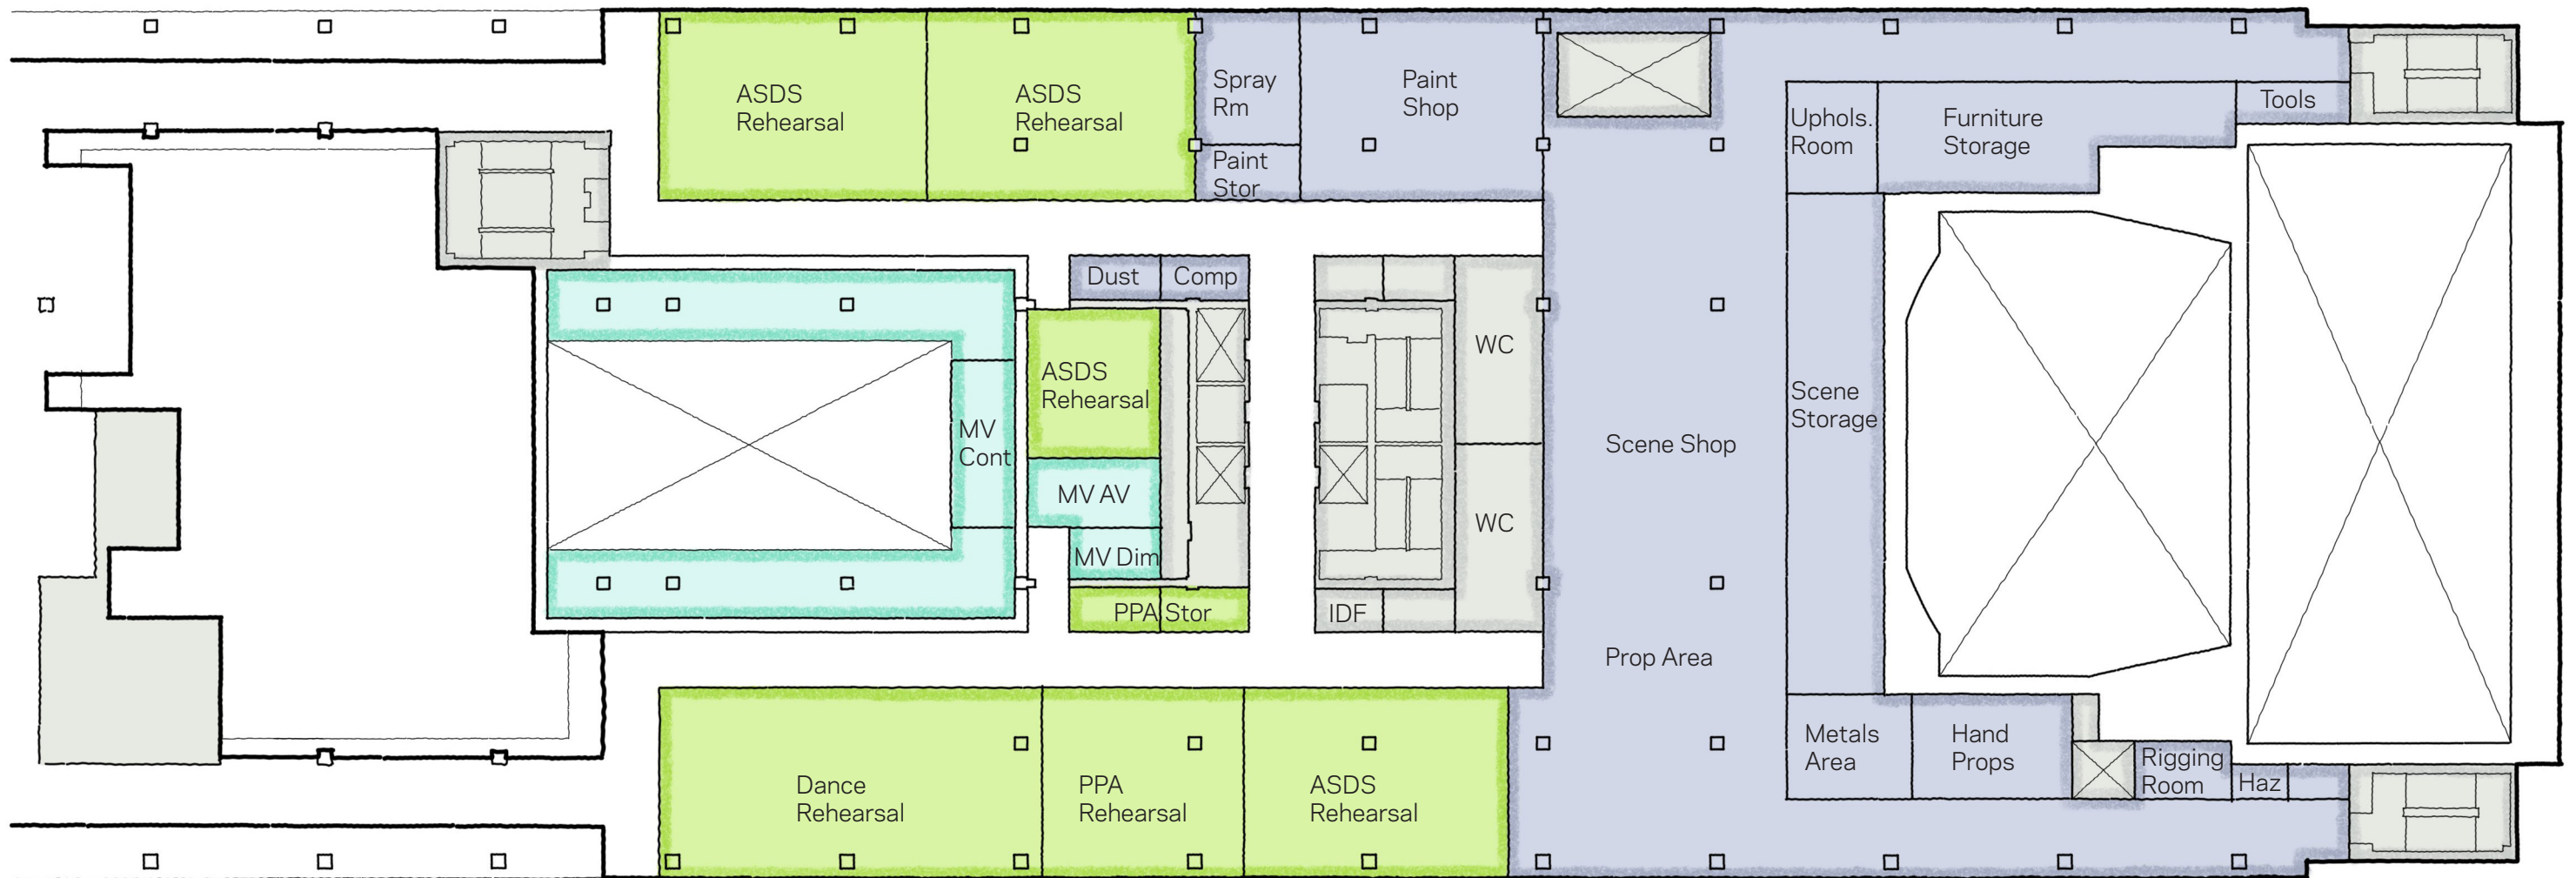 ASDS
Rehearsal
ASDS
Rehearsal
Spray
Rm
Paint
Stor
Paint
Shop
Uphols.
Room
Furniture
Storage
Tools
Dust
Comp
ASDS
Rehearsal
MV
Cont
MV AV
MV Dim
PPA Stor
WC
WC
IDF
Scene Shop
Prop Area
Scene
Storage
Dance
Rehearsal
PPA
Rehearsal
ASDS
Rehearsal
Metals
Area
Hand
Props
Rigging
Room
Haz